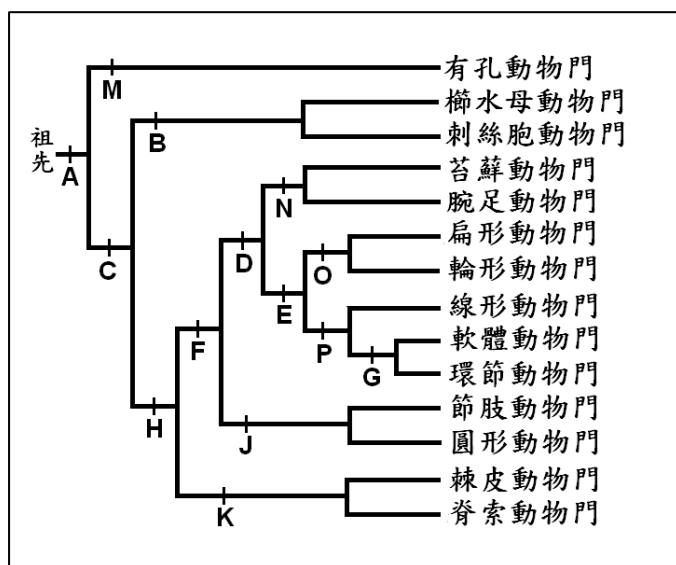 有孔動物門
M
櫛水母動物門
B
刺絲胞動物門
祖先
A
苔蘚動物門
N
腕足動物門
C
D
扁形動物門
O
輪形動物門
E
線形動物門
F
P
軟體動物門
G
環節動物門
H
節肢動物門
J
圓形動物門
棘皮動物門
K
脊索動物門